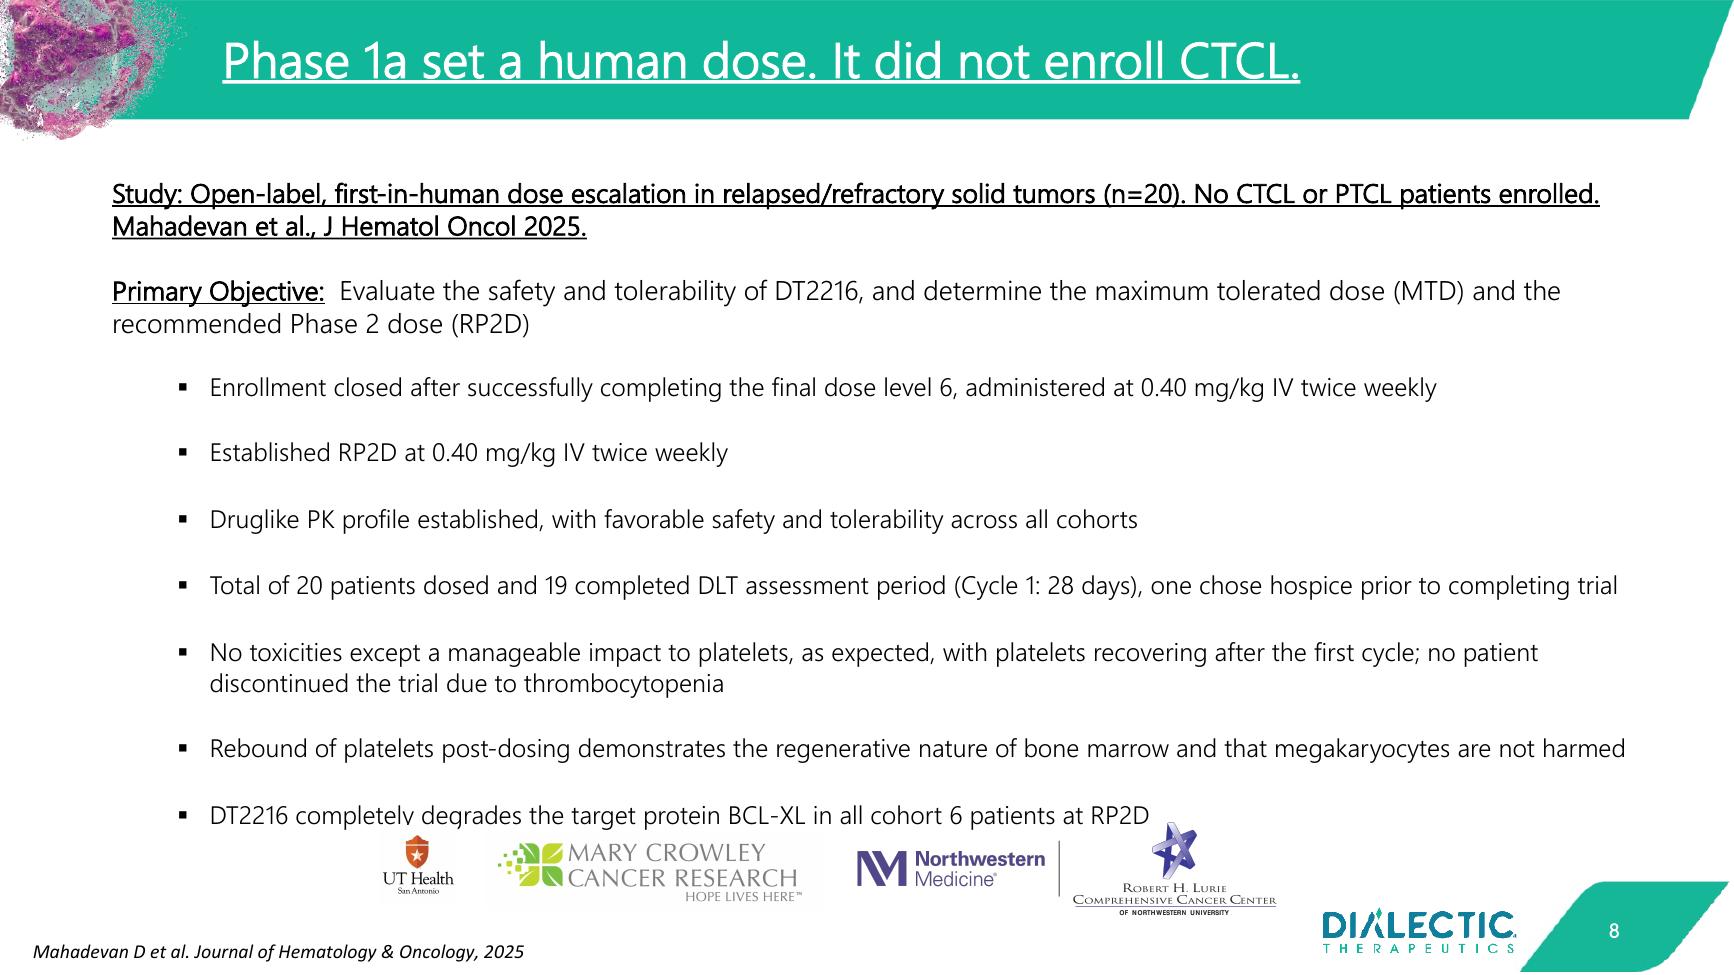 Phase 1a set a human dose. It did not enroll CTCL.
Study: Open-label, first-in-human dose escalation in relapsed/refractory solid tumors (n=20). No CTCL or PTCL patients enrolled.
Mahadevan et al., J Hematol Oncol 2025.
Primary Objective: Evaluate the safety and tolerability of DT2216, and determine the maximum tolerated dose (MTD) and the
recommended Phase 2 dose (RP2D)
▪ Enrollment closed after successfully completing the final dose level 6, administered at 0.40 mg/kg IV twice weekly
▪ Established RP2D at 0.40 mg/kg IV twice weekly
▪ Druglike PK profile established, with favorable safety and tolerability across all cohorts
▪ Total of 20 patients dosed and 19 completed DLT assessment period (Cycle 1: 28 days), one chose hospice prior to completing trial
▪ No toxicities except a manageable impact to platelets, as expected, with platelets recovering after the first cycle; no patient
discontinued the trial due to thrombocytopenia
▪ Rebound of platelets post-dosing demonstrates the regenerative nature of bone marrow and that megakaryocytes are not harmed
▪ DT2216 completely degrades the target protein BCL-XL in all cohort 6 patients at RP2D
UT Health
San Antonio
MARY CROWLEY
CANCER RESEARCH
HOPE LIVES HERE™
Northwestern
Medicine®
ROBERT H. LURIE
COMPREHENSIVE CANCER CENTER
OF NORTHWESTERN UNIVERSITY
DIALECTIC
THERAPEUTICS
8
Mahadevan D et al. Journal of Hematology & Oncology, 2025